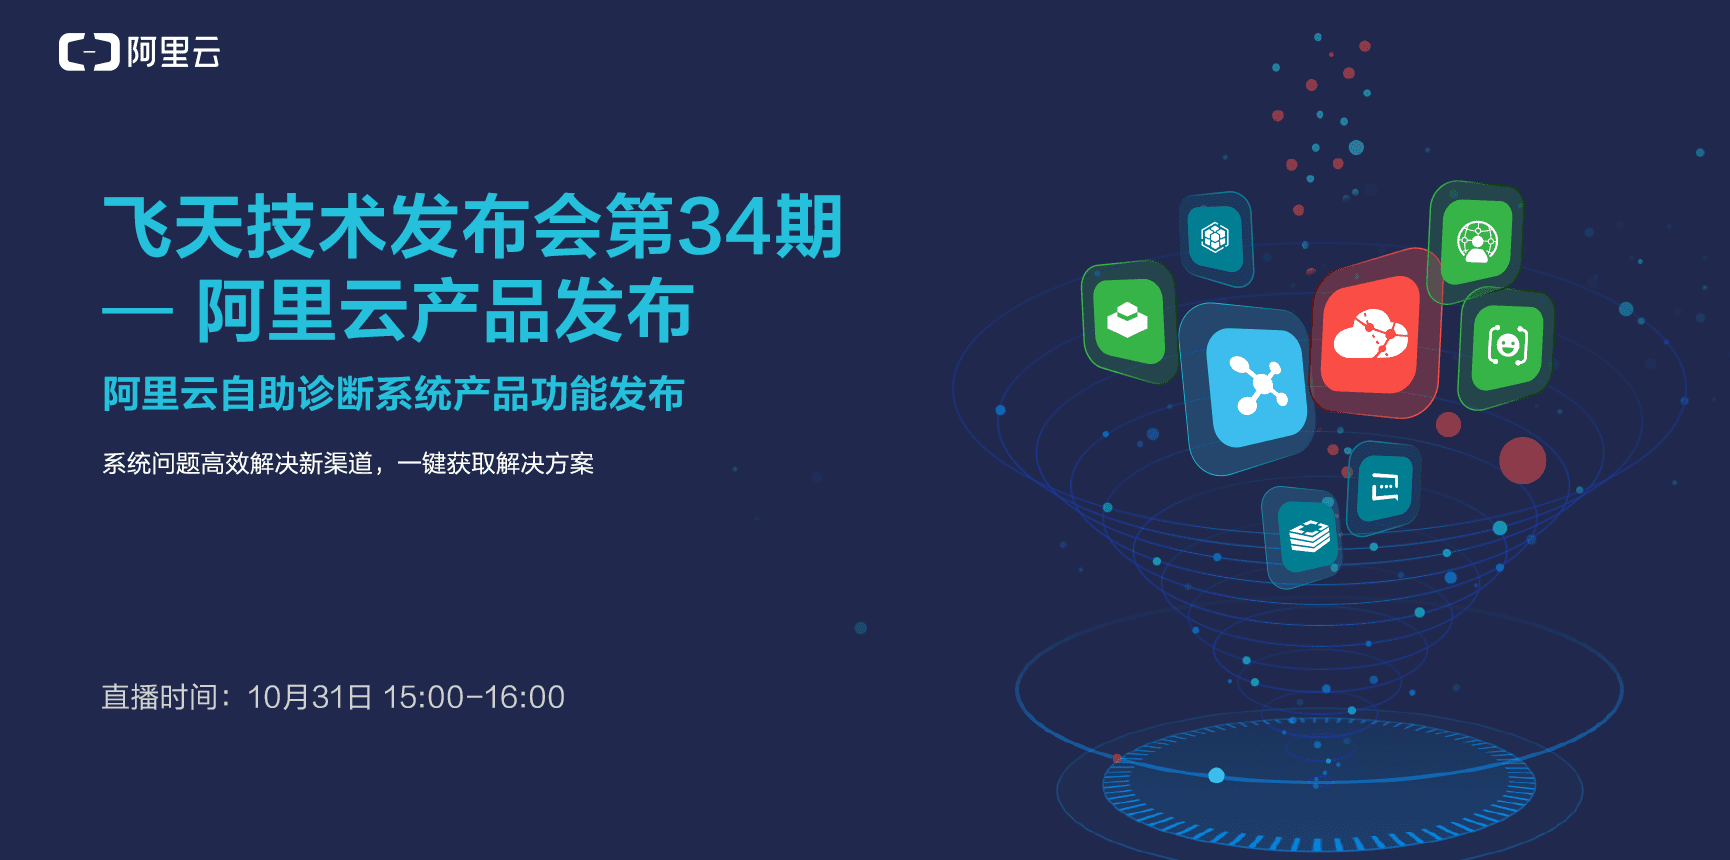 阿里云
飞天技术发布会第34期
— 阿里云产品发布
阿里云自助诊断系统产品功能发布
系统问题高效解决新渠道，一键获取解决方案
直播时间：10月31日 15:00-16:00